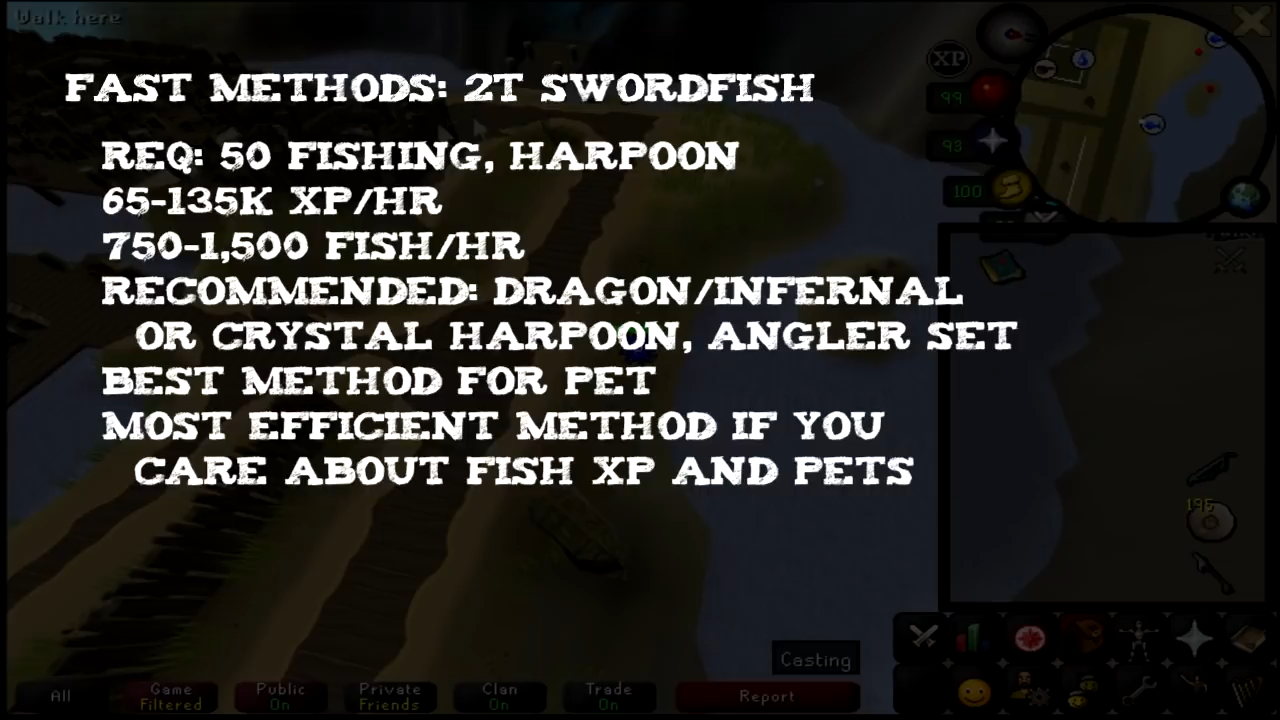 Walk here
FAST METHODS: 2T SWORDFISH
REQ: 50 FISHING, HARPOON
65-135K XP/HR
750-1,500 FISH/HR
RECOMMENDED: DRAGON/INFERNAL
OR CRYSTAL HARPOON, ANGLER SET
BEST METHOD FOR PET
MOST EFFICIENT METHOD IF YOU
CARE ABOUT FISH XP AND PETS
XP
99
93
100
195
Casting
All
Game
Filtered
Public
On
Private
Friends
Clan
On
Trade
On
Report